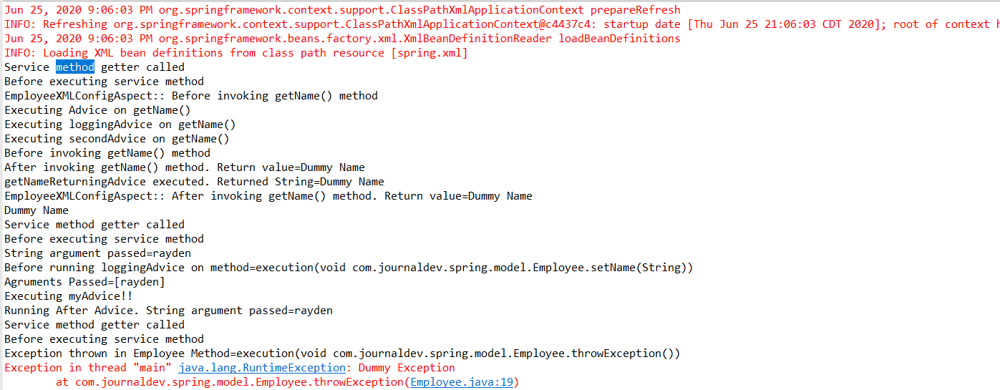 Jun 25, 2020 9:06:03 PM org.springframework.context.support.ClassPathXmlApplicationContext prepareRefresh
INFO: Refreshing org.springframework.context.support.ClassPathXmlApplicationContext@c4437c4: startup date [Thu Jun 25 21:06:03 CDT 2020]; root of context h
Jun 25, 2020 9:06:03 PM org.springframework.beans.factory.xml.XmlBeanDefinitionReader loadBeanDefinitions
INFO: Loading XML bean definitions from class path resource [spring.xml]
Service method getter called
Before executing service method
EmployeeXMLConfigAspect:: Before invoking getName() method
Executing Advice on getName()
Executing loggingAdvice on getName()
Executing secondAdvice on getName()
Before invoking getName() method
After invoking getName() method. Return value=Dummy Name
getNameReturningAdvice executed. Returned String=Dummy Name
EmployeeXMLConfigAspect:: After invoking getName() method. Return value=Dummy Name
Dummy Name
Service method getter called
Before executing service method
String argument passed=rayden
Before running loggingAdvice on method=execution(void com.journaldev.spring.model.Employee.setName(String))
Agruments Passed=[rayden]
Executing myAdvice!!
Running After Advice. String argument passed=rayden
Service method getter called
Before executing service method
Exception thrown in Employee Method=execution(void com.journaldev.spring.model.Employee.throwException())
Exception in thread "main" java.lang.RuntimeException: Dummy Exception
at com.journaldev.spring.model.Employee.throwException(Employee.java:19)